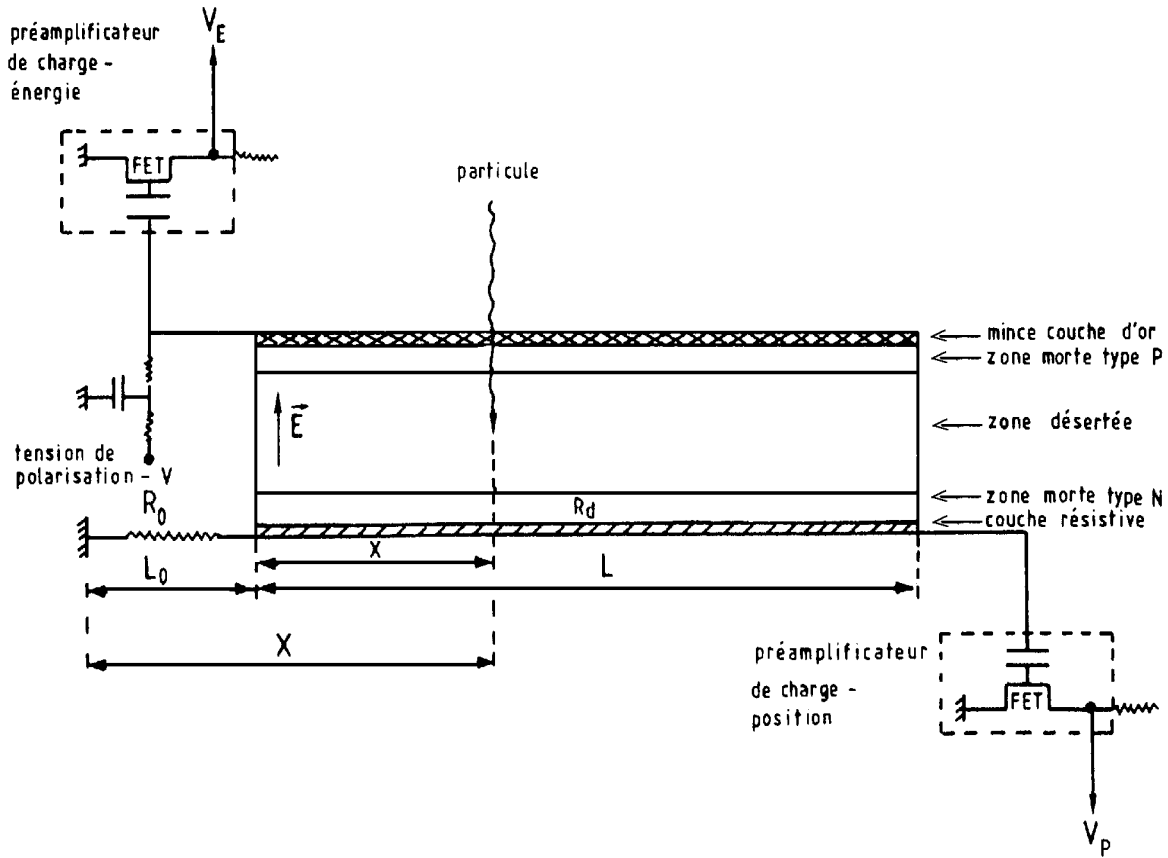 préamplificateur
de charge -
énergie
V_E
FET
particule
mince couche d'or
zone morte type P
zone désertée
zone morte type N
couche résistive
E
tension de
polarisation - V
R_0
R_d
L_0
x
L
X
préamplificateur
de charge -
position
FET
V_P